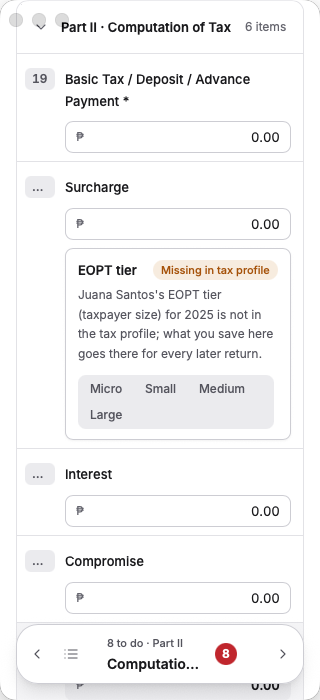 Part II · Computation of Tax 6 items
19 Basic Tax / Deposit / Advance
Payment *
₱ 0.00
... Surcharge
₱ 0.00
EOPT tier Missing in tax profile
Juana Santos's EOPT tier
(taxpayer size) for 2025 is not in
the tax profile; what you save here
goes there for every later return.
Micro Small Medium
Large
... Interest
₱ 0.00
... Compromise
₱ 0.00
8 to do · Part II
Computatio... 8
0.00